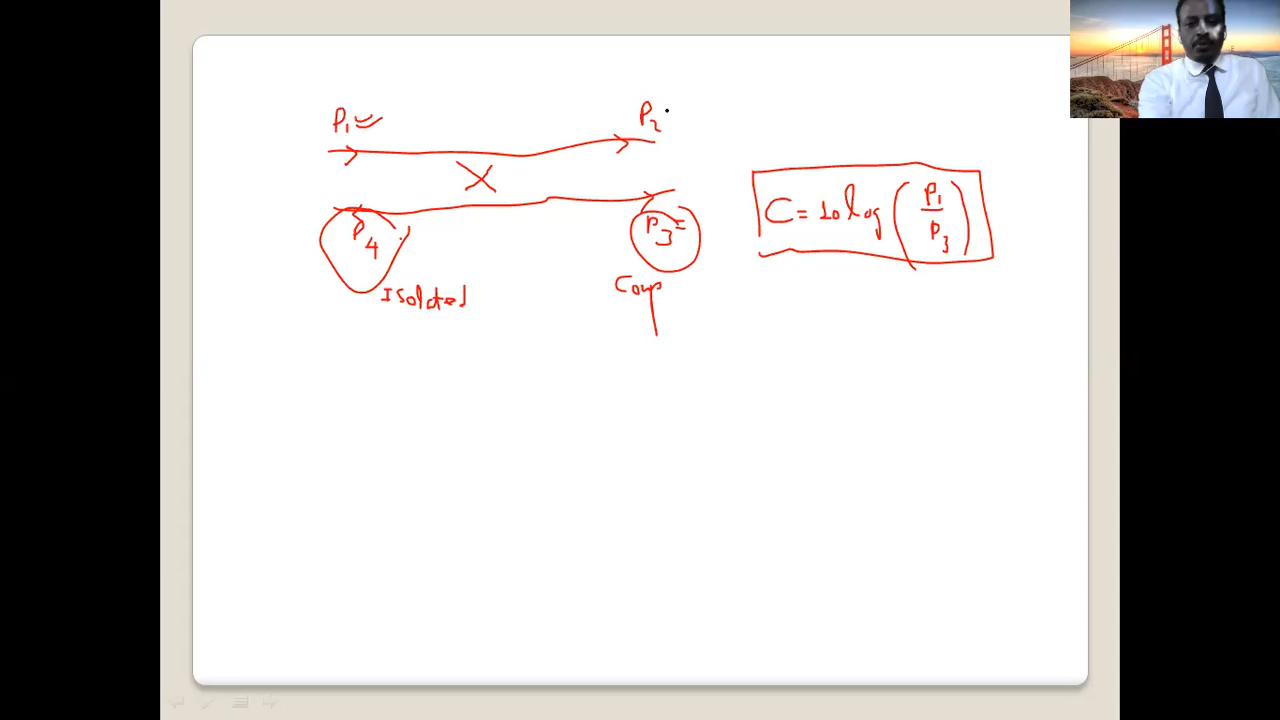 P₁
P₂
C = 10 log (P₁/P₃)
P₄
P₃
Isolated
Coup